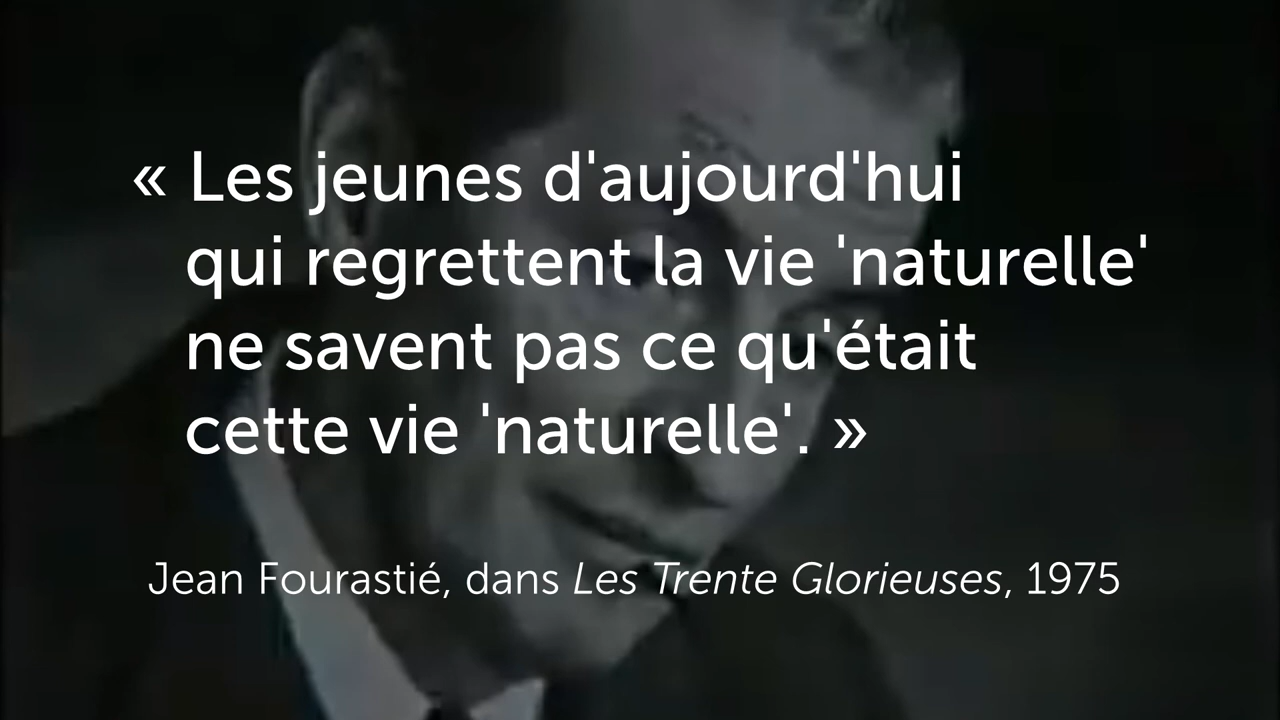 « Les jeunes d'aujourd'hui
qui regrettent la vie 'naturelle'
ne savent pas ce qu'était
cette vie 'naturelle'. »
Jean Fourastié, dans Les Trente Glorieuses, 1975